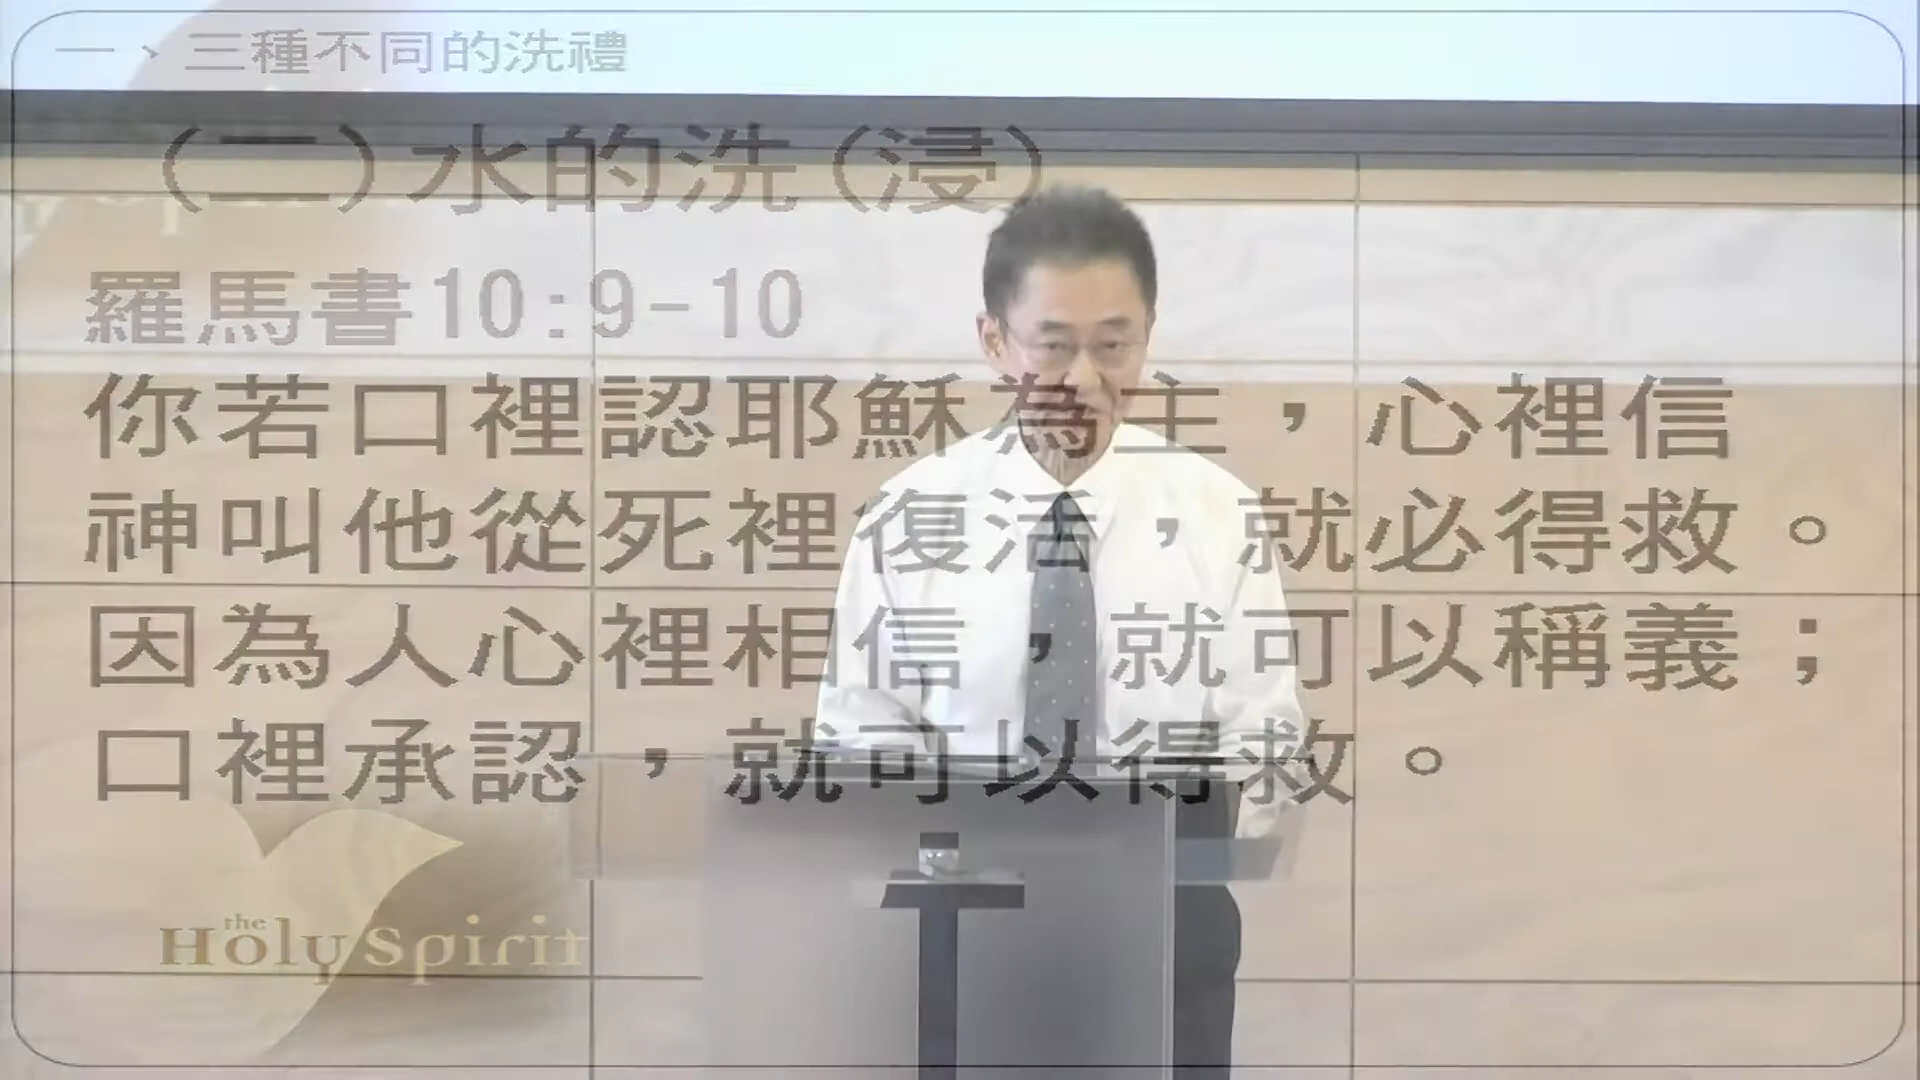 一、三種不同的洗禮
(二)水的洗(浸)
羅馬書10:9-10
你若口裡認耶穌為主，心裡信
神叫他從死裡復活，就必得救。
因為人心裡相信，就可以稱義；
口裡承認，就可以得救。
the
Holy Spirit